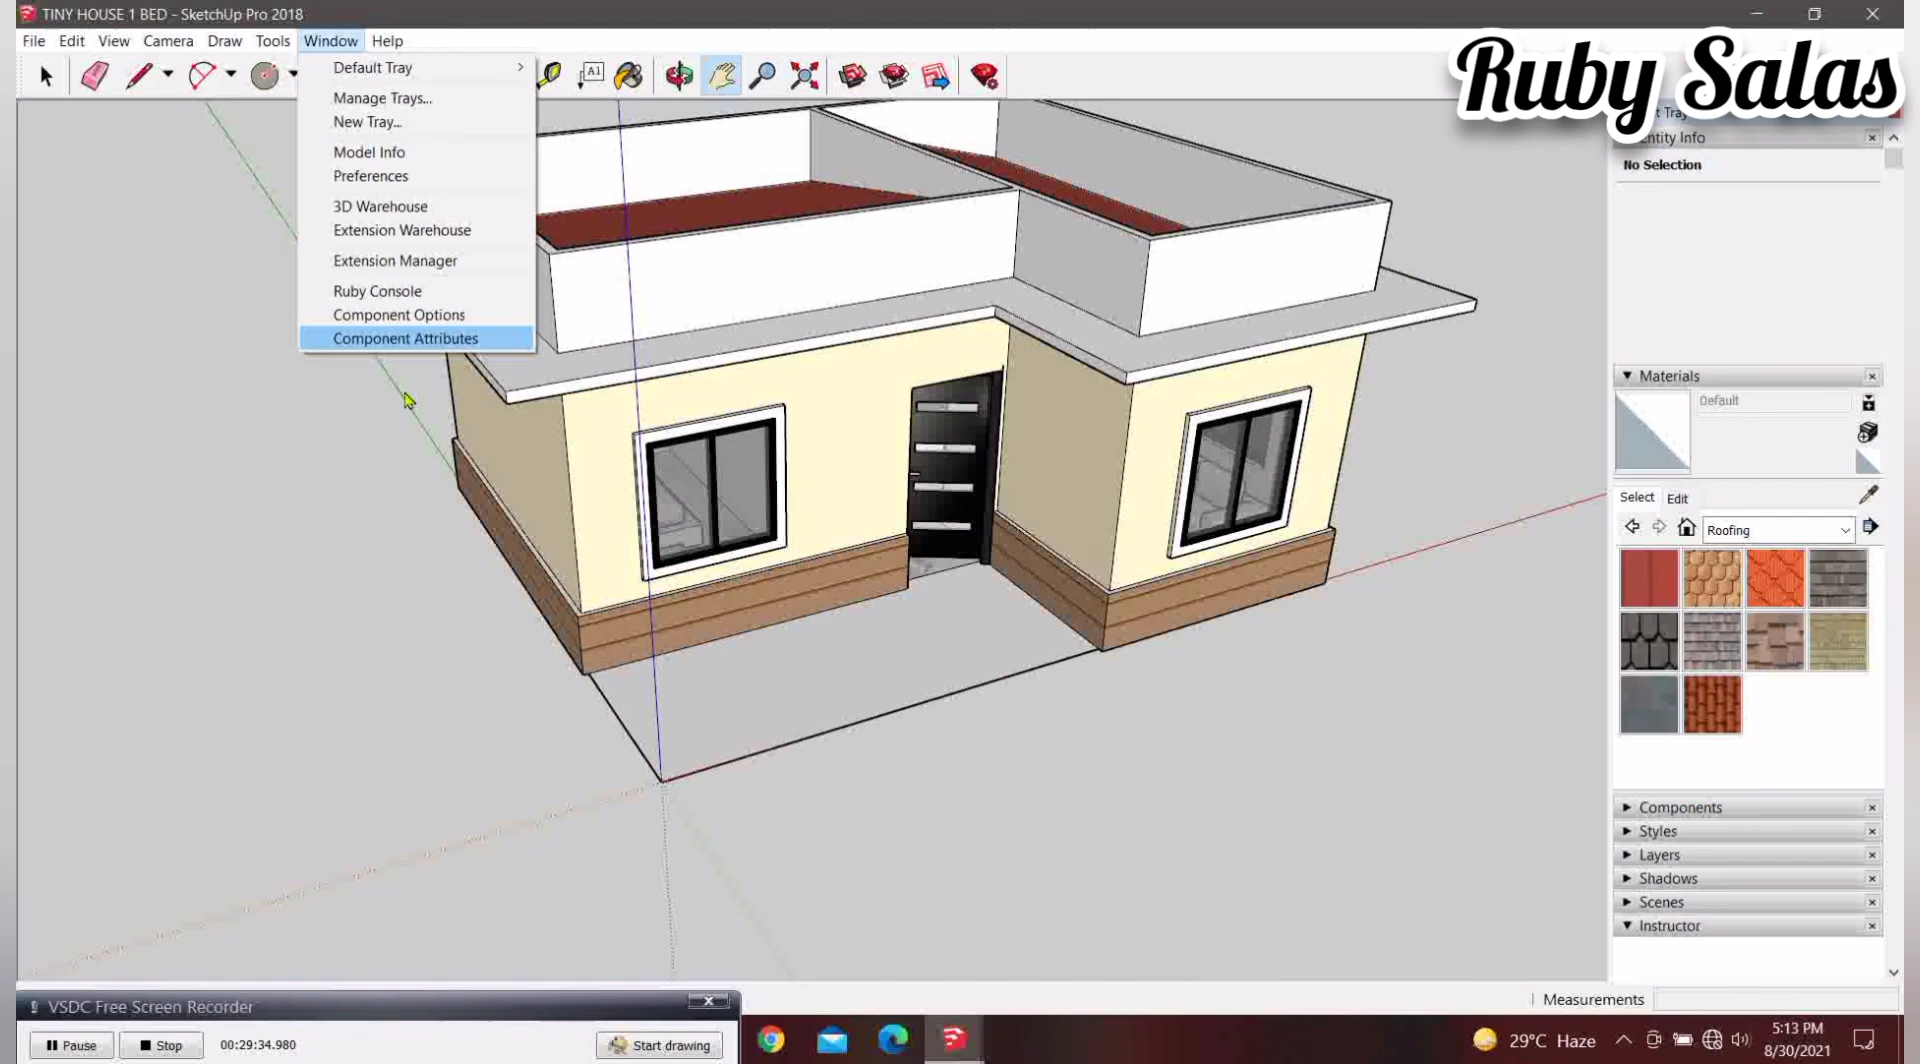 TINY HOUSE 1 BED - SketchUp Pro 2018
File Edit View Camera Draw Tools Window Help
Ruby Salas
Default Tray
Manage Trays...
New Tray...
Model Info
Preferences
3D Warehouse
Extension Warehouse
Extension Manager
Ruby Console
Component Options
Component Attributes
A1
Entity Info
No Selection
Materials
Default
Select Edit
Roofing
Components
Styles
Layers
Shadows
Scenes
Instructor
Measurements
VSDC Free Screen Recorder
Pause Stop 00:29:34.980 Start drawing
29°C Haze
5:13 PM
8/30/2021